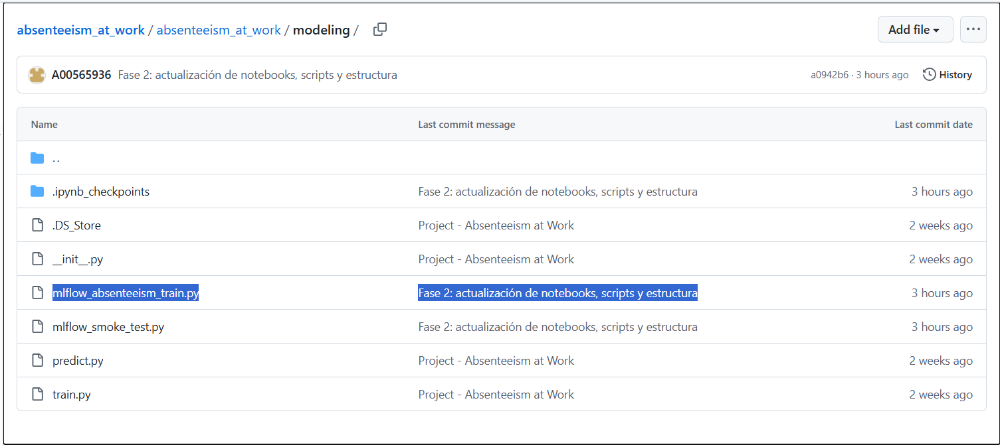 absenteeism_at_work / absenteeism_at_work / modeling /
Add file
A00565936 Fase 2: actualización de notebooks, scripts y estructura a0942b6 · 3 hours ago History
Name Last commit message Last commit date
..
.ipynb_checkpoints Fase 2: actualización de notebooks, scripts y estructura 3 hours ago
.DS_Store Project - Absenteeism at Work 2 weeks ago
__init__.py Project - Absenteeism at Work 2 weeks ago
mlflow_absenteeism_train.py Fase 2: actualización de notebooks, scripts y estructura 3 hours ago
mlflow_smoke_test.py Fase 2: actualización de notebooks, scripts y estructura 3 hours ago
predict.py Project - Absenteeism at Work 2 weeks ago
train.py Project - Absenteeism at Work 2 weeks ago